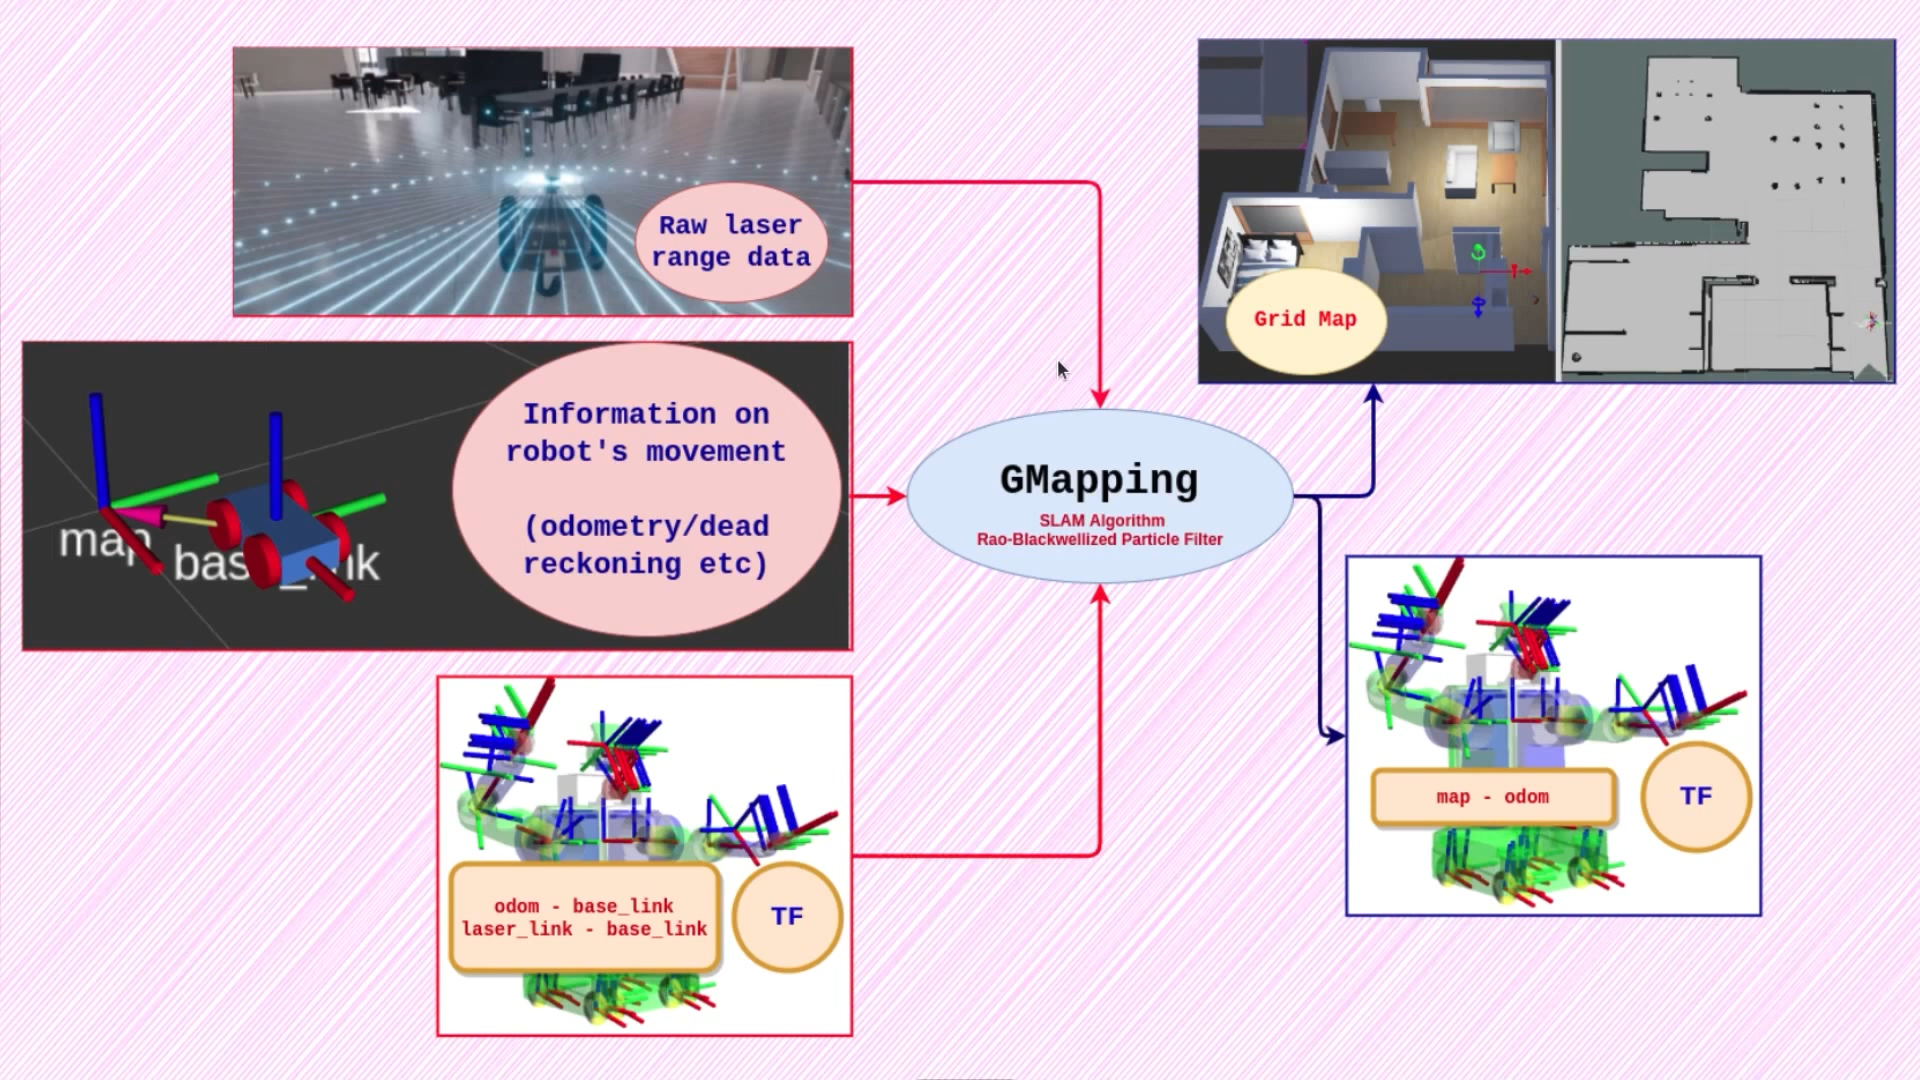 Raw laser
range data
Information on
robot's movement
(odometry/dead
reckoning etc)
map
odom - base_link
laser_link - base_link
TF
GMapping
SLAM Algorithm
Rao-Blackwellized Particle Filter
Grid Map
map - odom
TF